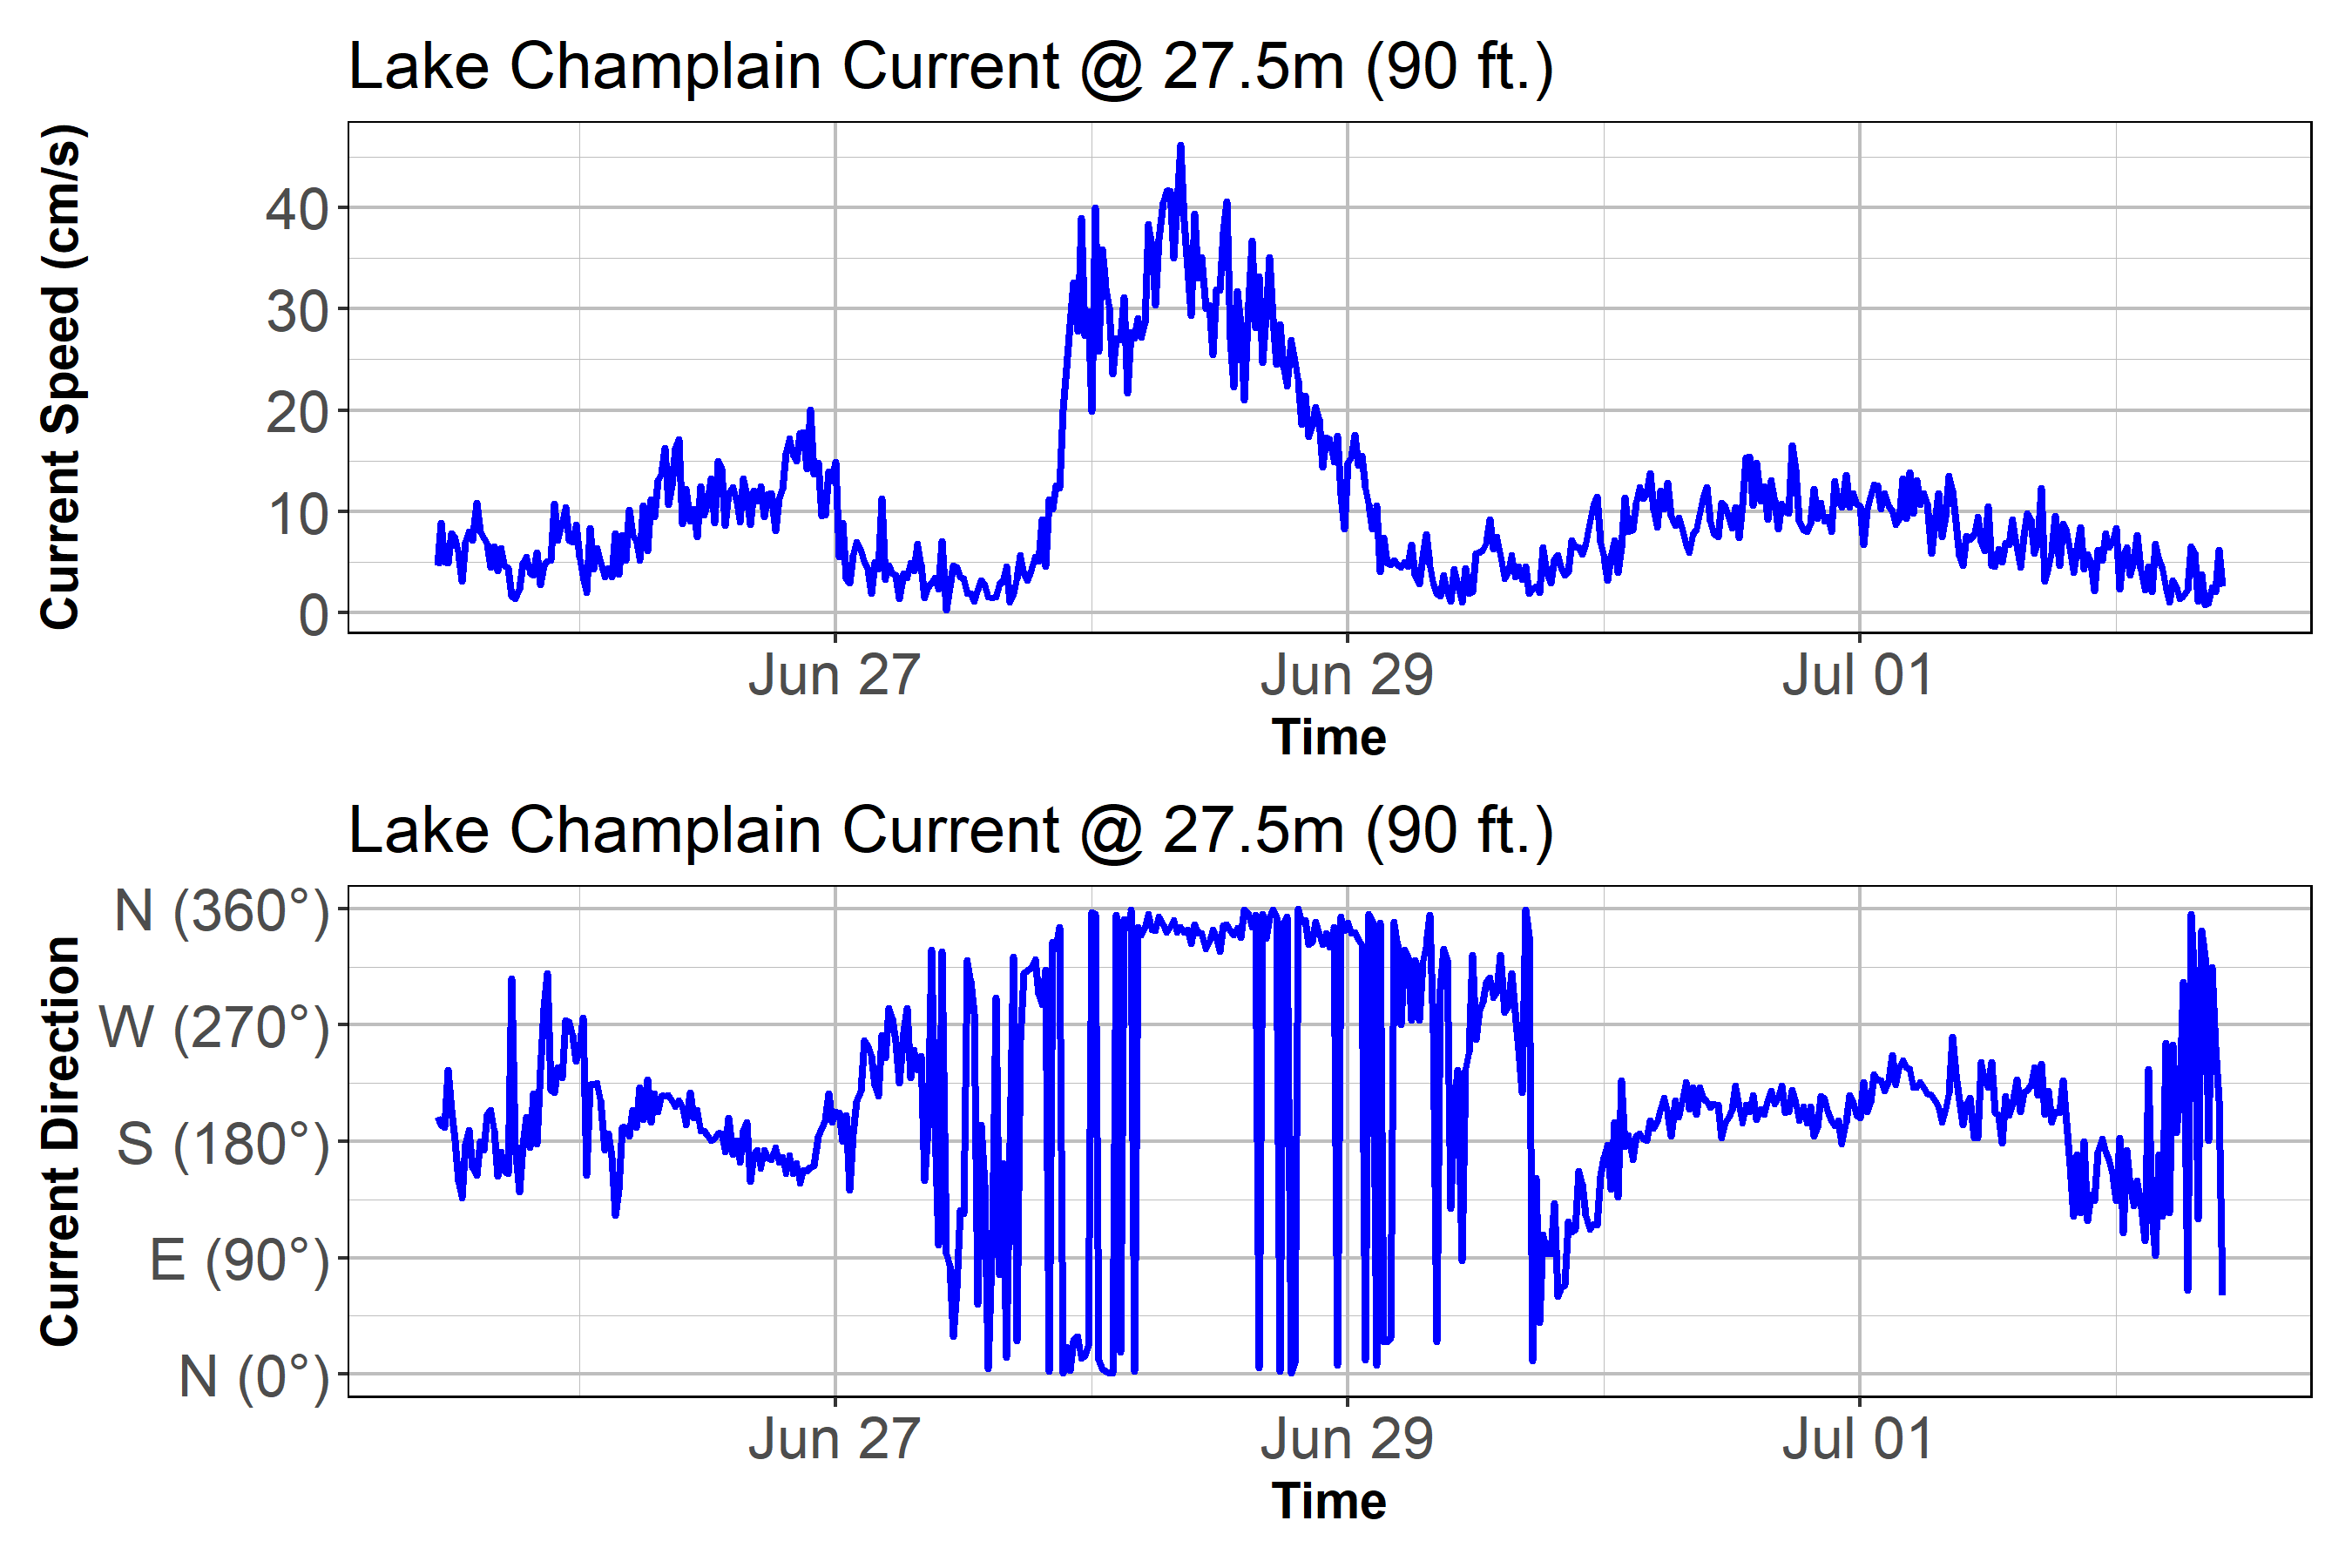 Lake Champlain Current @ 27.5m (90 ft.)
Current Speed (cm/s)
40
30
20
10
0
Jun 27
Jun 29
Jul 01
Time
Lake Champlain Current @ 27.5m (90 ft.)
Current Direction
N (360°)
W (270°)
S (180°)
E (90°)
N (0°)
Jun 27
Jun 29
Jul 01
Time